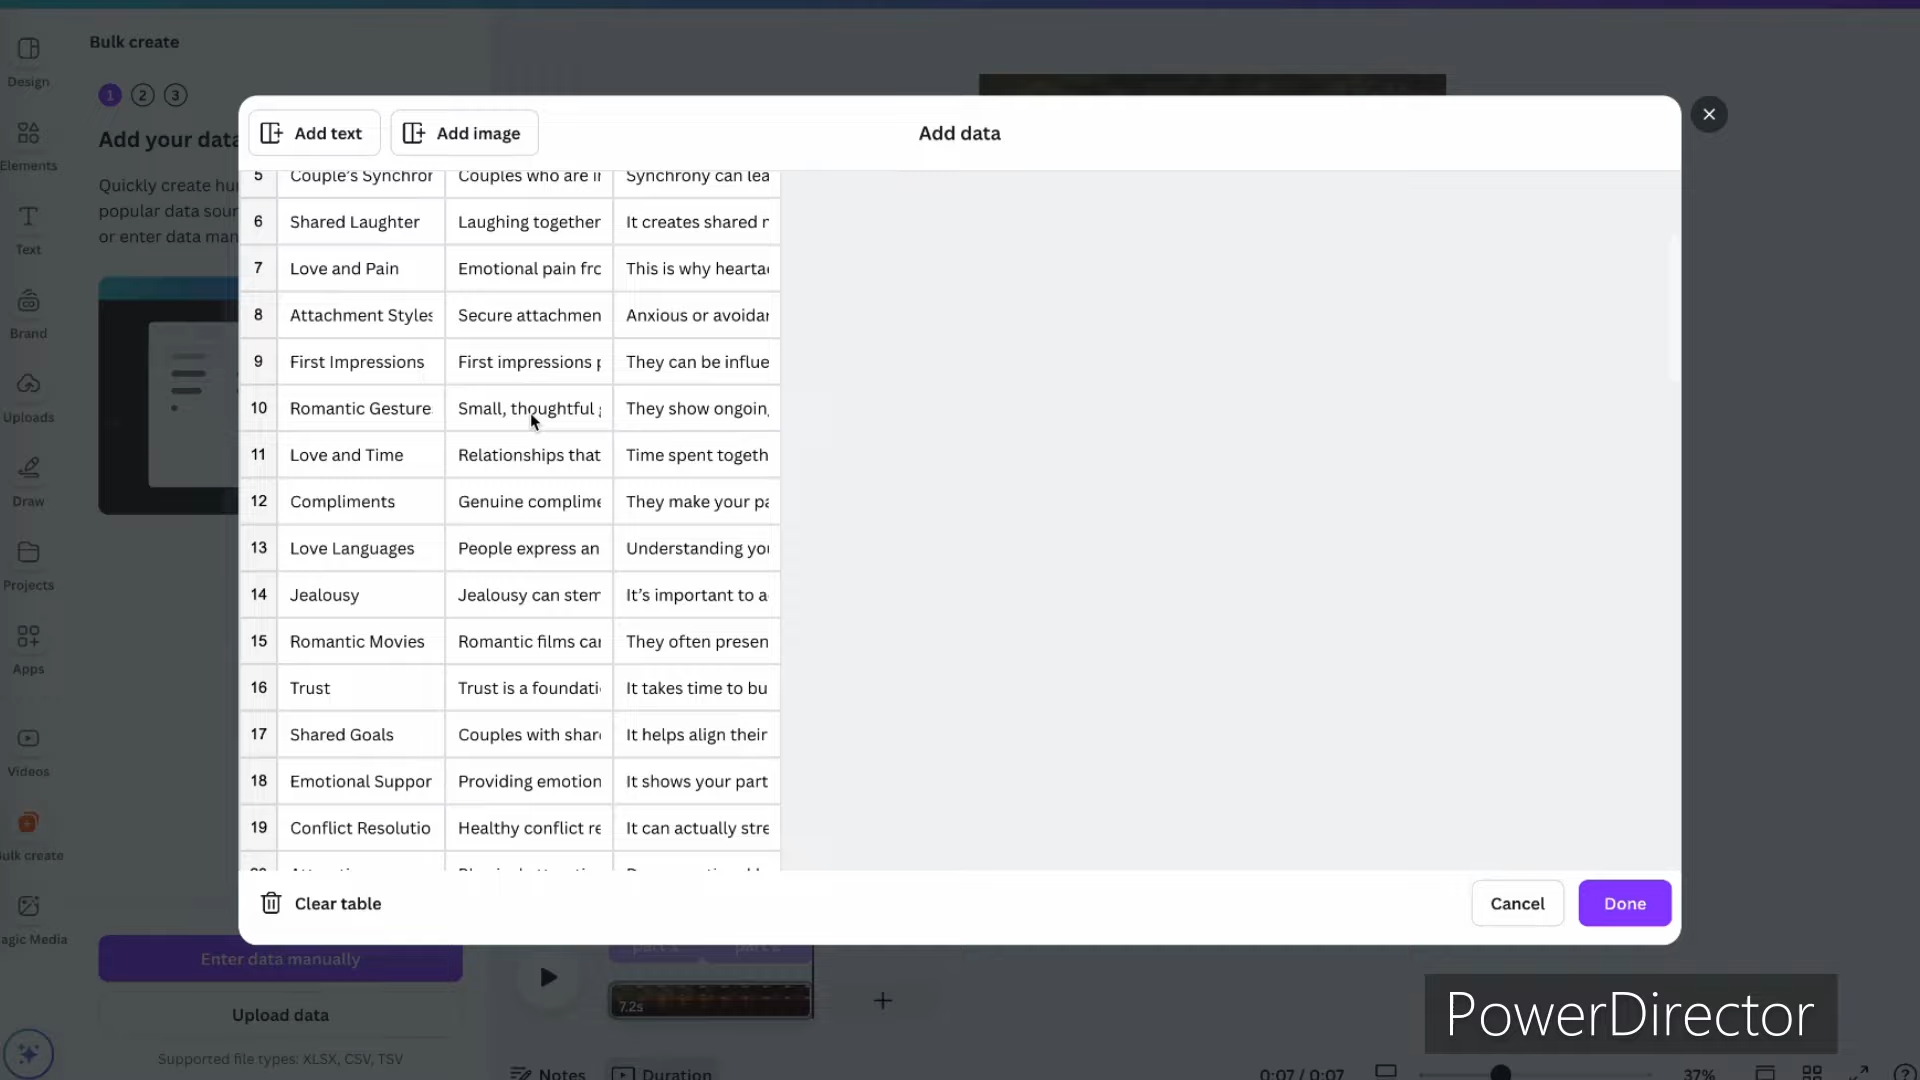 Bulk create
Design
1 2 3
Add your data
Quickly create hu
popular data sour
or enter data man
Elements
Text
Brand
Uploads
Draw
Projects
Apps
Videos
Bulk create
Magic Media
Enter data manually
Upload data
Supported file types: XLSX, CSV, TSV
Add text
Add image
Add data
5 Couple's Synchror Couples who are ir Synchrony can lea
6 Shared Laughter Laughing together It creates shared r
7 Love and Pain Emotional pain fro This is why hearta
8 Attachment Styles Secure attachmen Anxious or avoidar
9 First Impressions First impressions p They can be influe
10 Romantic Gesture Small, thoughtful g They show ongoin
11 Love and Time Relationships that Time spent togeth
12 Compliments Genuine complime They make your pa
13 Love Languages People express an Understanding you
14 Jealousy Jealousy can stem It's important to a
15 Romantic Movies Romantic films car They often presen
16 Trust Trust is a foundati It takes time to bu
17 Shared Goals Couples with share It helps align their
18 Emotional Suppor Providing emotion It shows your part
19 Conflict Resolutio Healthy conflict re It can actually stre
Clear table
Cancel
Done
7.2s
Notes
Duration
0:07 / 0:07
37%
PowerDirector